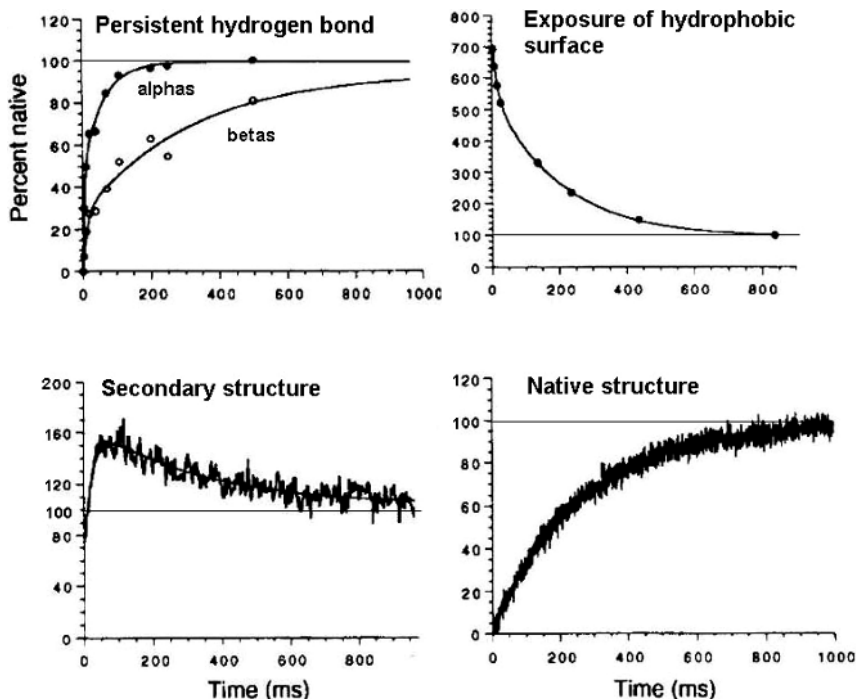 Persistent hydrogen bond
120
100
80
60
40
20
0
Percent native
alphas
betas
0 200 400 600 800 1000
Exposure of hydrophobic
surface
800
700
600
500
400
300
200
100
0
0 200 400 600 800
Secondary structure
200
160
120
100
80
40
0
0 200 400 600 800
Time (ms)
Native structure
120
100
80
60
40
20
0
0 200 400 600 800 1000
Time (ms)